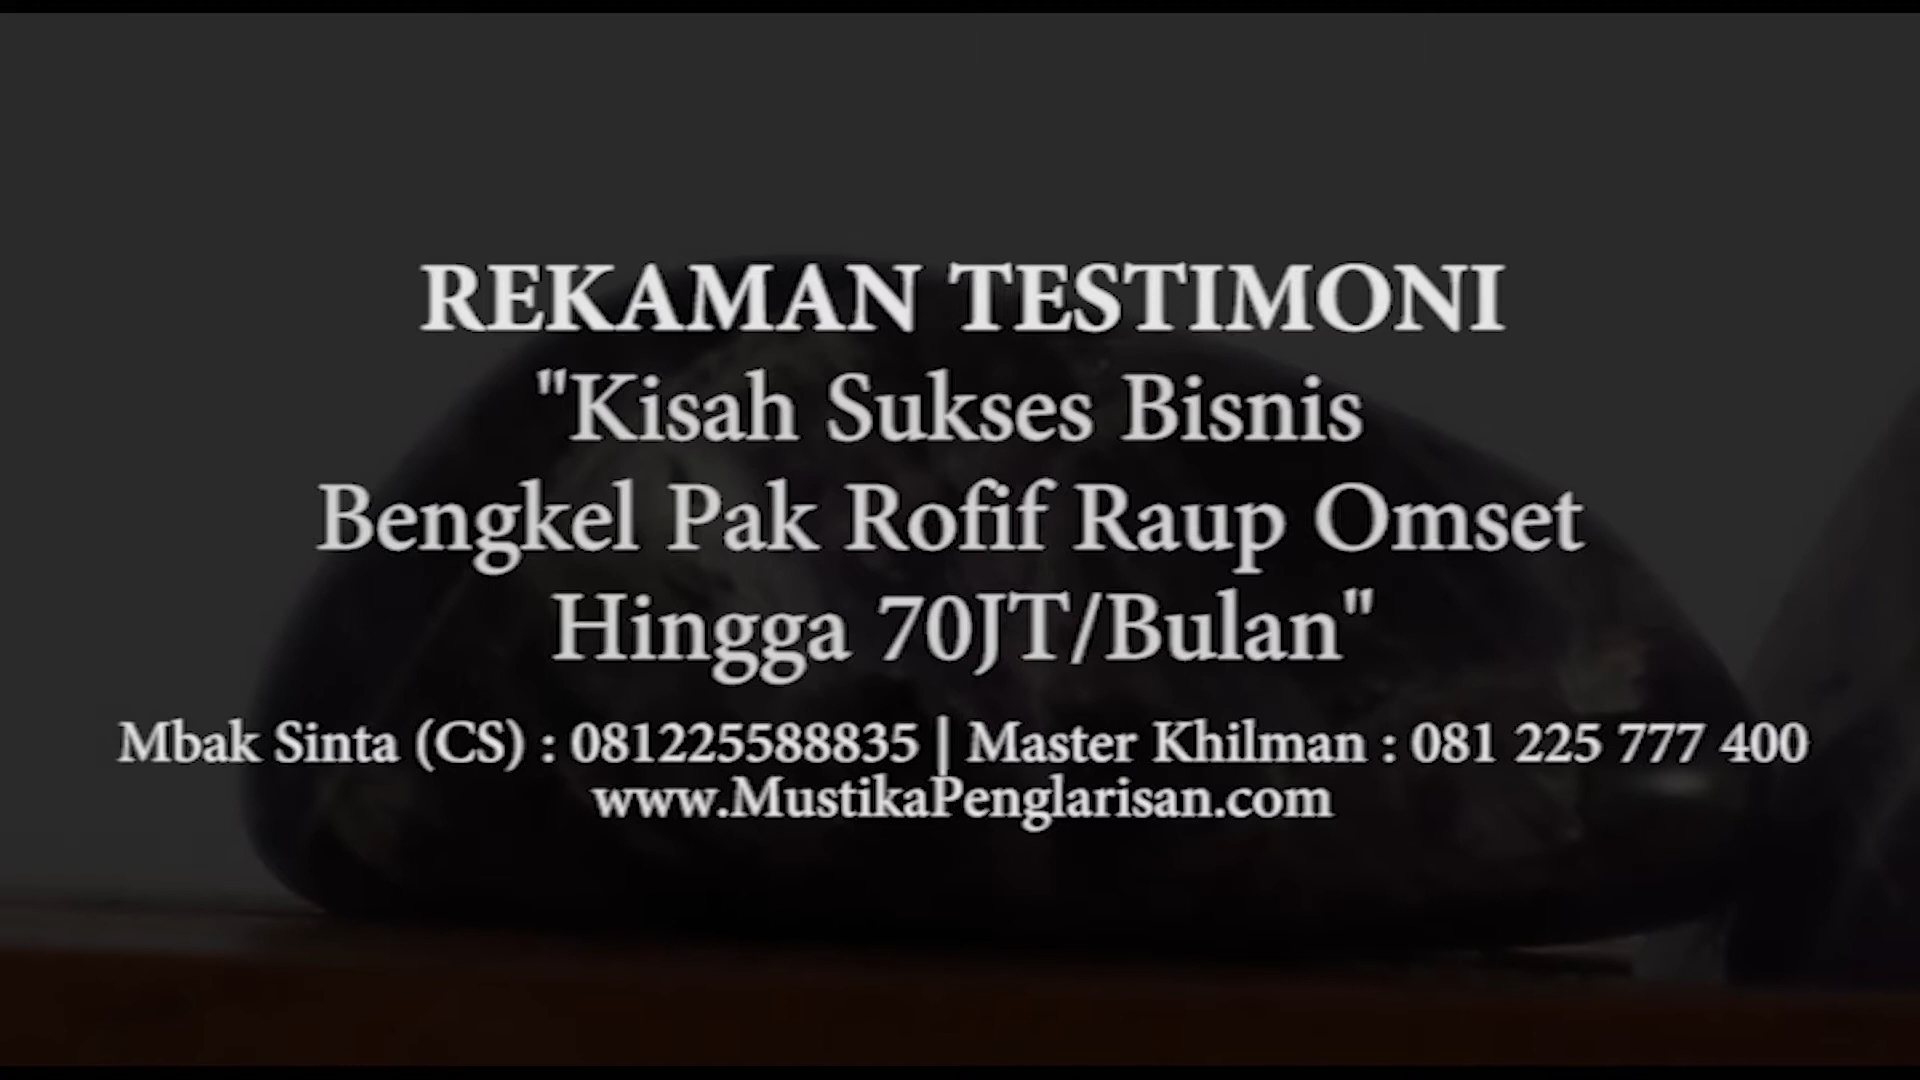 REKAMAN TESTIMONI
"Kisah Sukses Bisnis
Bengkel Pak Rofif Raup Omset
Hingga 70JT/Bulan"
Mbak Sinta (CS) : 081225588835 | Master Khilman : 081 225 777 400
www.MustikaPenglarisan.com